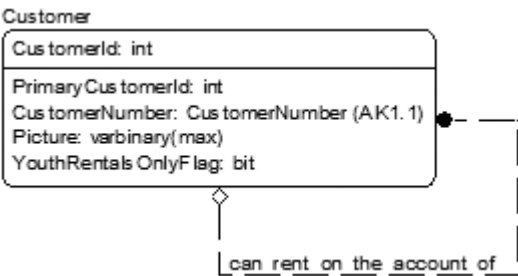 Customer
CustomerId: int
PrimaryCustomerId: int
CustomerNumber: CustomerNumber (AK1.1)
Picture: varbinary(max)
YouthRentalsOnlyFlag: bit
can rent on the account of